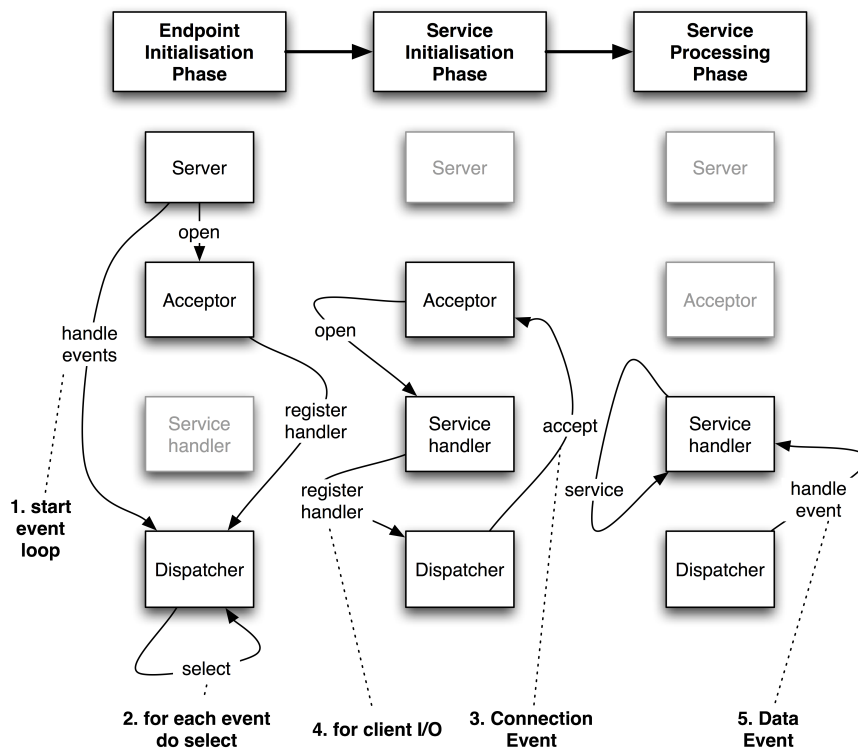 Endpoint
Initialisation
Phase
Service
Initialisation
Phase
Service
Processing
Phase
Server
Server
Server
open
Acceptor
Acceptor
Acceptor
open
handle
events
register
handler
accept
Service
handler
Service
handler
Service
handler
register
handler
service
handle
event
1. start
event
loop
Dispatcher
Dispatcher
Dispatcher
select
2. for each event
do select
4. for client I/O
3. Connection
Event
5. Data
Event